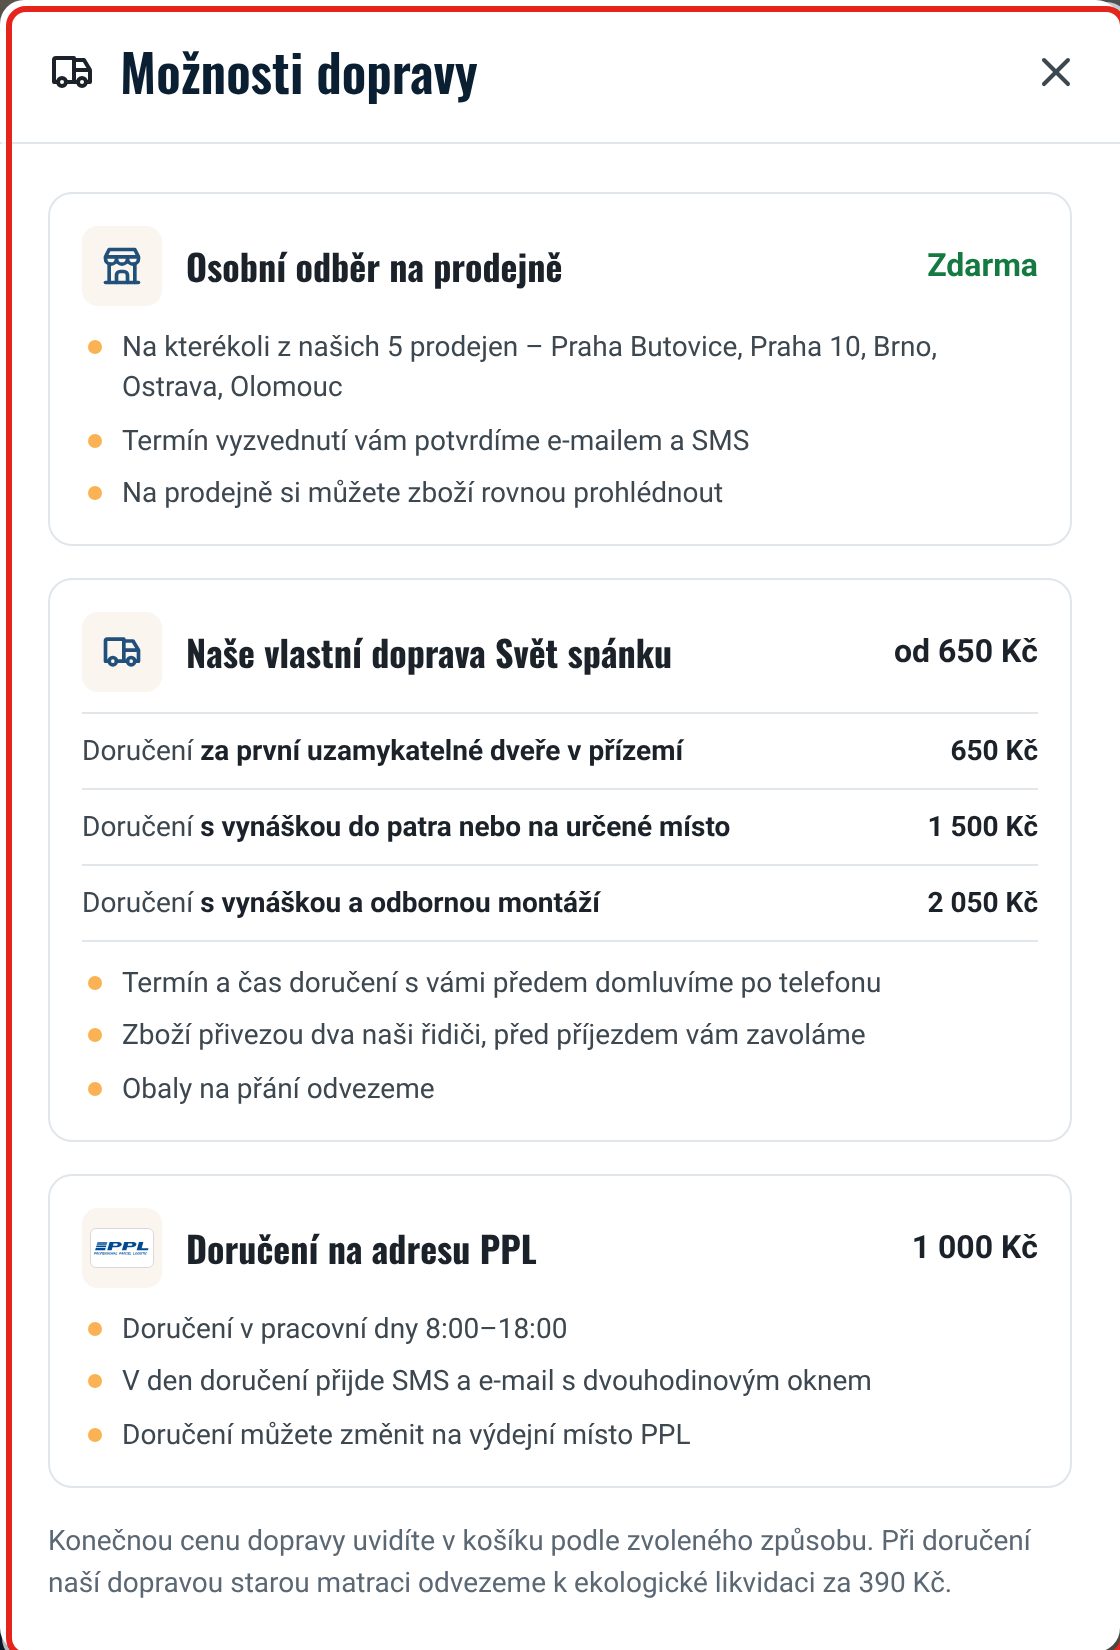 Možnosti dopravy
Osobní odběr na prodejně
Zdarma
Na kterékoli z našich 5 prodejen – Praha Butovice, Praha 10, Brno,
Ostrava, Olomouc
Termín vyzvednutí vám potvrdíme e-mailem a SMS
Na prodejně si můžete zboží rovnou prohlédnout
Naše vlastní doprava Svět spánku
od 650 Kč
Doručení za první uzamykatelné dveře v přízemí
650 Kč
Doručení s vynáškou do patra nebo na určené místo
1 500 Kč
Doručení s vynáškou a odbornou montáží
2 050 Kč
Termín a čas doručení s vámi předem domluvíme po telefonu
Zboží přivezou dva naši řidiči, před příjezdem vám zavoláme
Obaly na přání odvezeme
PPL
Doručení na adresu PPL
1 000 Kč
Doručení v pracovní dny 8:00–18:00
V den doručení přijde SMS a e-mail s dvouhodinovým oknem
Doručení můžete změnit na výdejní místo PPL
Konečnou cenu dopravy uvidíte v košíku podle zvoleného způsobu. Při doručení
naší dopravou starou matraci odvezeme k ekologické likvidaci za 390 Kč.